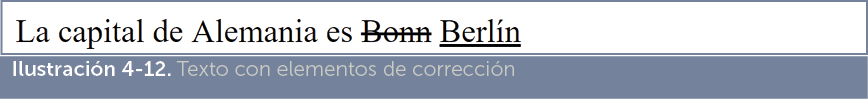 La capital de Alemania es Bonn Berlín
Ilustración 4-12. Texto con elementos de corrección